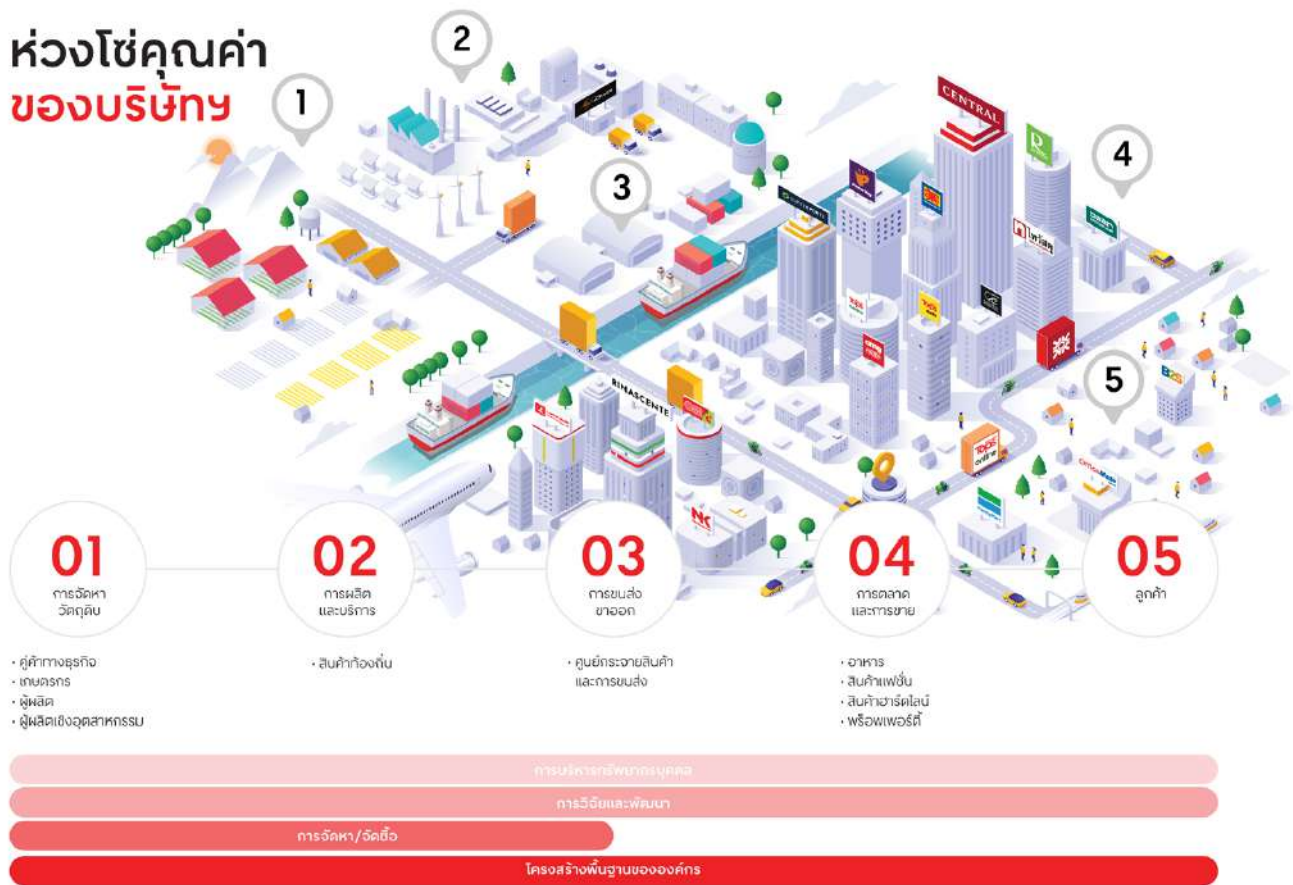 ห่วงโซ่คุณค่า
ของบริษัทฯ
1
2
3
4
5
CENTRAL
ไทวัสดุ
Tops
online
RINASCENTE
NK
B2S
OfficeMate
01
การจัดหา
วัตถุดิบ
02
การผลิต
และบริการ
03
การขนส่ง
ขาออก
04
การตลาด
และการขาย
05
ลูกค้า
· คู่ค้าทางธุรกิจ
· เกษตรกร
· ผู้ผลิต
· ผู้ผลิตเชิงอุตสาหกรรม
· สินค้าท้องถิ่น
· ศูนย์กระจายสินค้า
และการขนส่ง
· อาหาร
· สินค้าแฟชั่น
· สินค้าฮาร์ดไลน์
· พร็อพเพอร์ตี้
การบริหารทรัพยากรบุคคล
การวิจัยและพัฒนา
การจัดหา/จัดซื้อ
โครงสร้างพื้นฐานขององค์กร